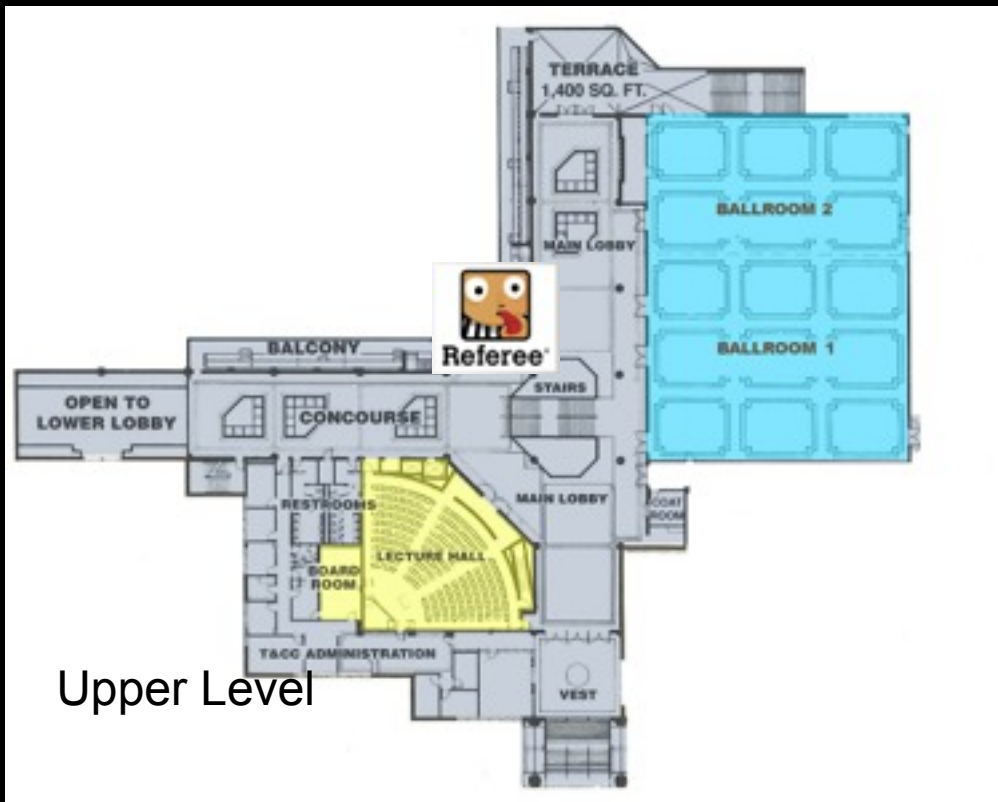 TERRACE
1,400 SQ. FT.
BALLROOM 2
MAIN LOBBY
Referee
BALCONY
BALLROOM 1
STAIRS
OPEN TO
LOWER LOBBY
CONCOURSE
RESTROOMS
MAIN LOBBY
COAT
ROOM
LECTURE HALL
BOARD
ROOM
T&CC ADMINISTRATION
Upper Level
VEST